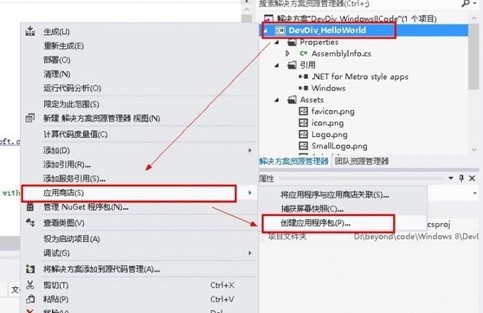 搜索解决方案资源管理器(Ctrl+;)
解决方案"DevDiv_Windows8Code"(1 个项目)
DevDiv_HelloWorld
Properties
AssemblyInfo.cs
引用
.NET for Metro style apps
Windows
Assets
favicon.png
icon.png
Logo.png
SmallLogo.png
解决方案资源管理器 团队资源管理器
属性
生成(U)
重新生成(E)
部署(O)
清理(N)
运行代码分析(O)
限定为此范围(S)
新建 解决方案资源管理器 视图(N)
计算代码度量值(C)
添加(D)
添加引用(R)...
添加服务引用(S)...
应用商店(S)
管理 NuGet 程序包(N)...
查看类图(V)
设为启动项目(A)
调试(G)
将解决方案添加到源代码管理(A)...
剪切(T) Ctrl+X
粘贴(P) Ctrl+V
移除(V) Del
将应用程序与应用商店关联(S)...
捕获屏幕快照(C)...
创建应用程序包(P)...
csproj
项目文件夹 D:\beyond\code\Windows 8\Dev
oft.c
with
文